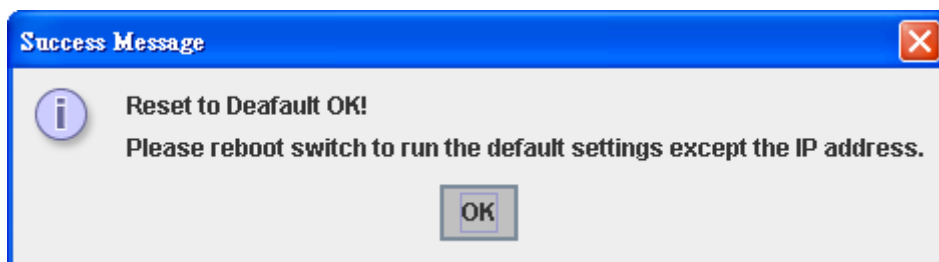 Success Message
Reset to Deafault OK!
Please reboot switch to run the default settings except the IP address.
OK